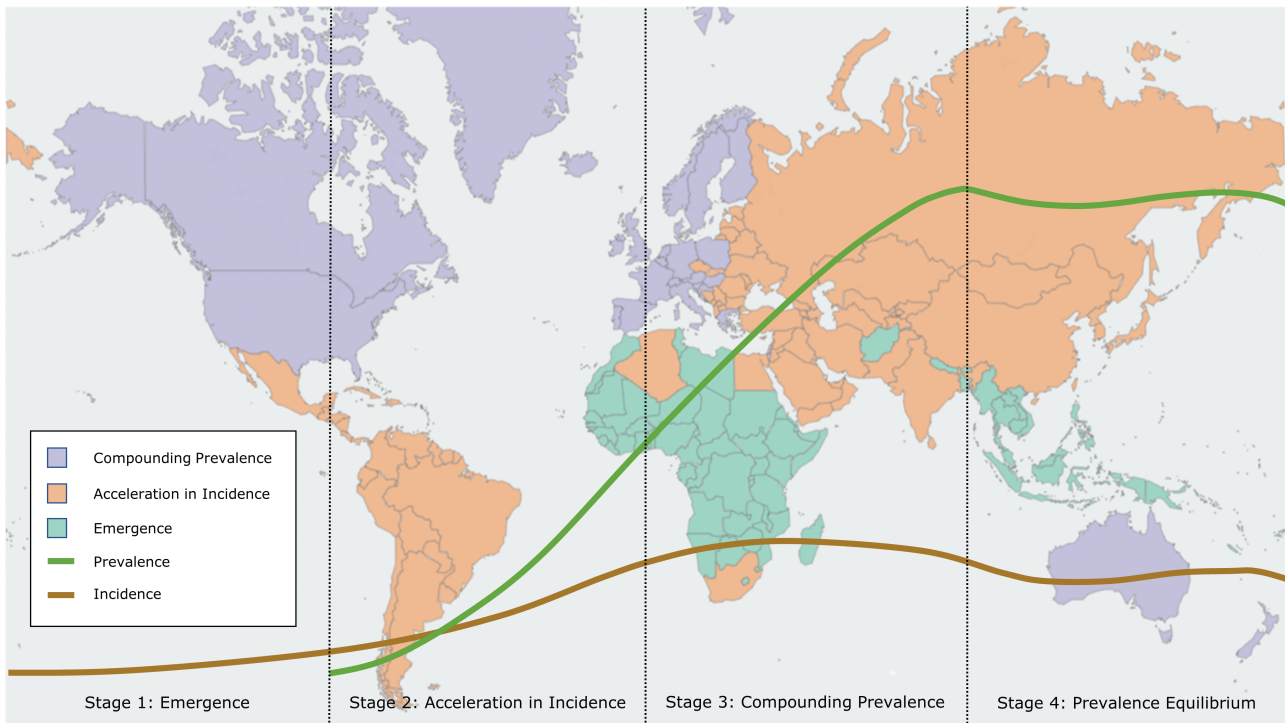 Compounding Prevalence
Acceleration in Incidence
Emergence
Prevalence
Incidence
Stage 1: Emergence
Stage 2: Acceleration in Incidence
Stage 3: Compounding Prevalence
Stage 4: Prevalence Equilibrium